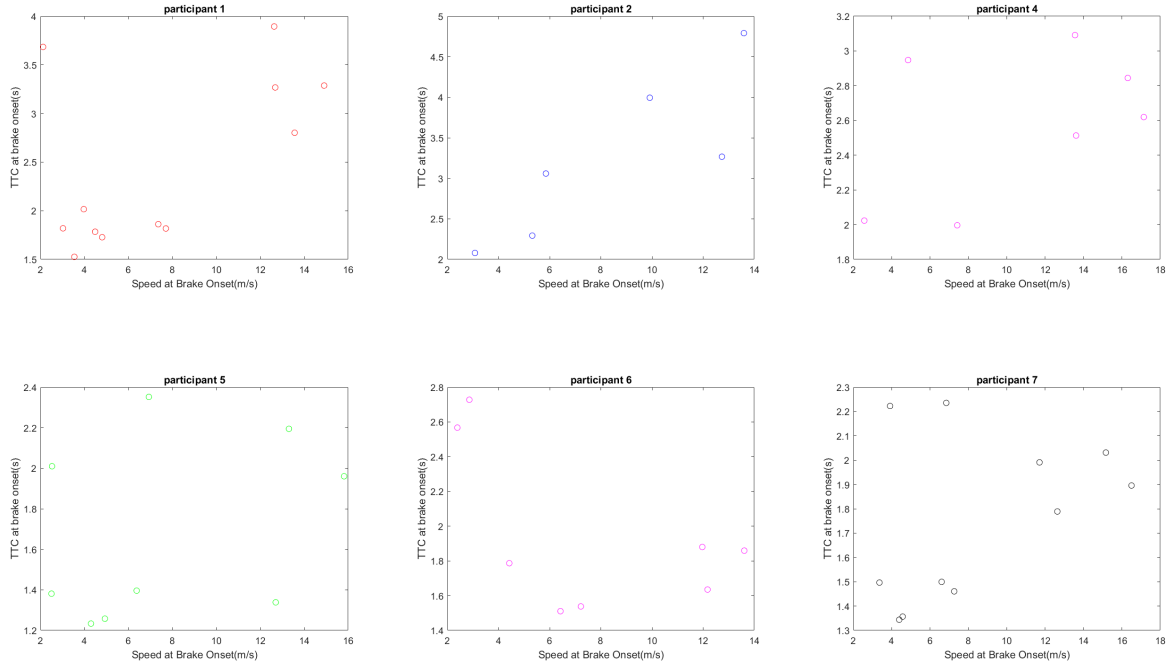 participant 1
4
3.5
3
2.5
2
1.5
TTC at brake onset(s)
2 4 6 8 10 12 14 16
Speed at Brake Onset(m/s)
participant 2
5
4.5
4
3.5
3
2.5
2
TTC at brake onset(s)
2 4 6 8 10 12 14
Speed at Brake Onset(m/s)
participant 4
3.2
3
2.8
2.6
2.4
2.2
2
1.8
TTC at brake onset(s)
2 4 6 8 10 12 14 16 18
Speed at Brake Onset(m/s)
participant 5
2.4
2.2
2
1.8
1.6
1.4
1.2
TTC at brake onset(s)
2 4 6 8 10 12 14 16
Speed at Brake Onset(m/s)
participant 6
2.8
2.6
2.4
2.2
2
1.8
1.6
1.4
TTC at brake onset(s)
2 4 6 8 10 12 14
Speed at Brake Onset(m/s)
participant 7
2.3
2.2
2.1
2
1.9
1.8
1.7
1.6
1.5
1.4
1.3
TTC at brake onset(s)
2 4 6 8 10 12 14 16 18
Speed at Brake Onset(m/s)